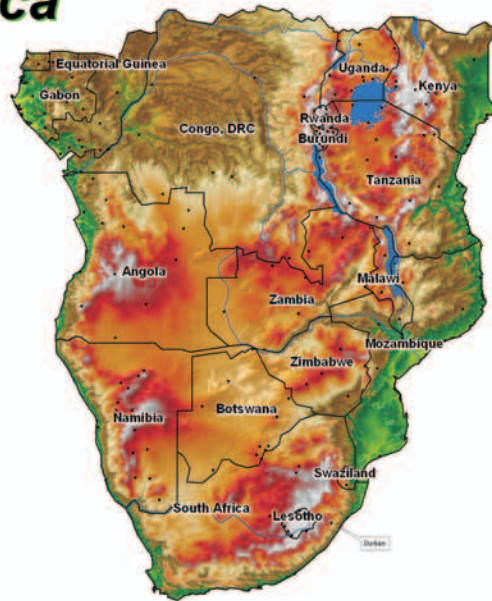 ca
Equatorial Guinea
Uganda
Gabon
Kenya
Congo, DRC
Rwanda
Burundi
Tanzania
Angola
Malawi
Zambia
Mozambique
Zimbabwe
Botswana
Namibia
Swaziland
South Africa
Lesotho
Durban